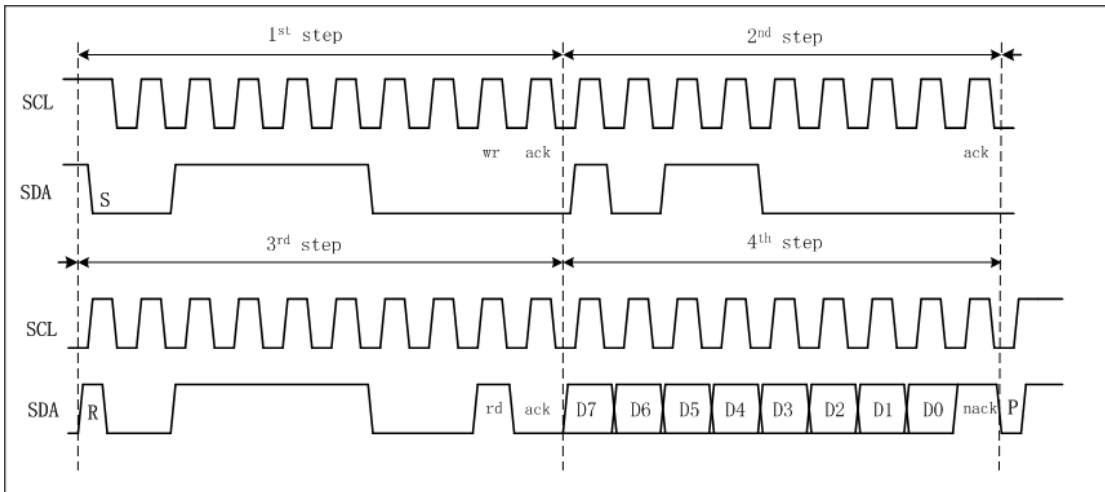 1st step 2nd step
SCL
wr ack ack
SDA S
3rd step 4th step
SCL
SDA R rd ack D7 D6 D5 D4 D3 D2 D1 D0 nack P